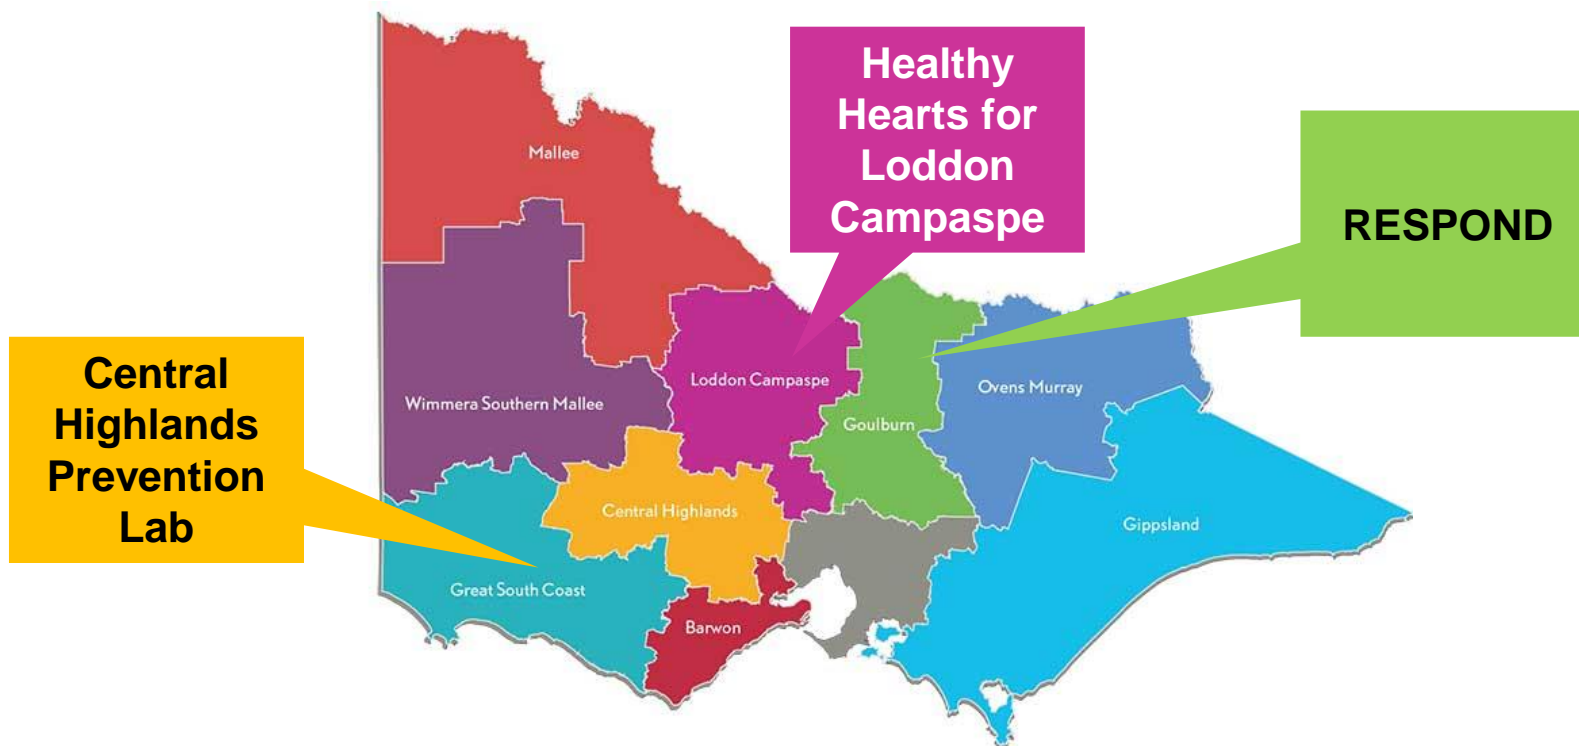 Healthy
Hearts for
Loddon
Campaspe
RESPOND
Central
Highlands
Prevention
Lab
Mallee
Loddon Campaspe
Ovens Murray
Wimmera Southern Mallee
Goulburn
Central Highlands
Gippsland
Great South Coast
Barwon